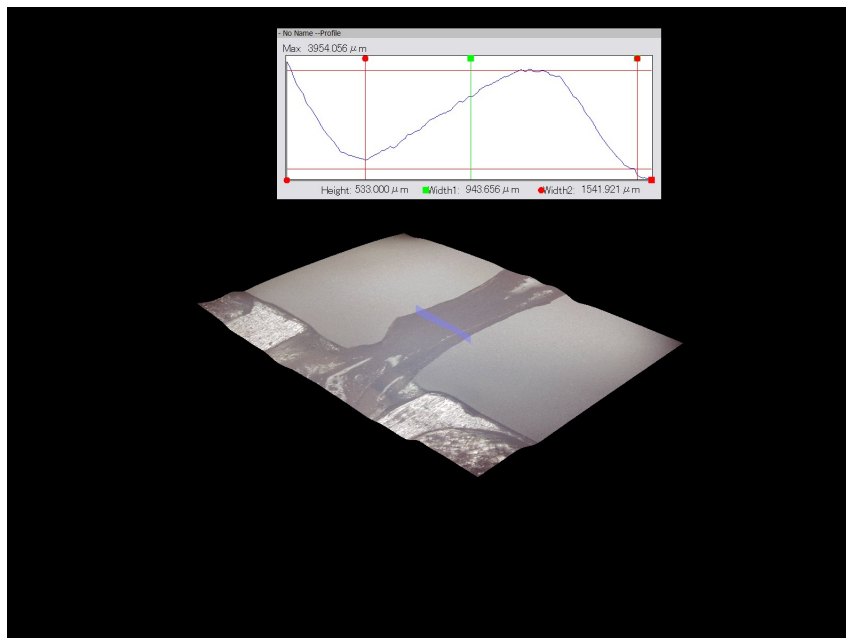 - No Name --Profile
Max 3954.056 μm
Height: 533.000 μm Width1: 943.656 μm Width2: 1541.921 μm